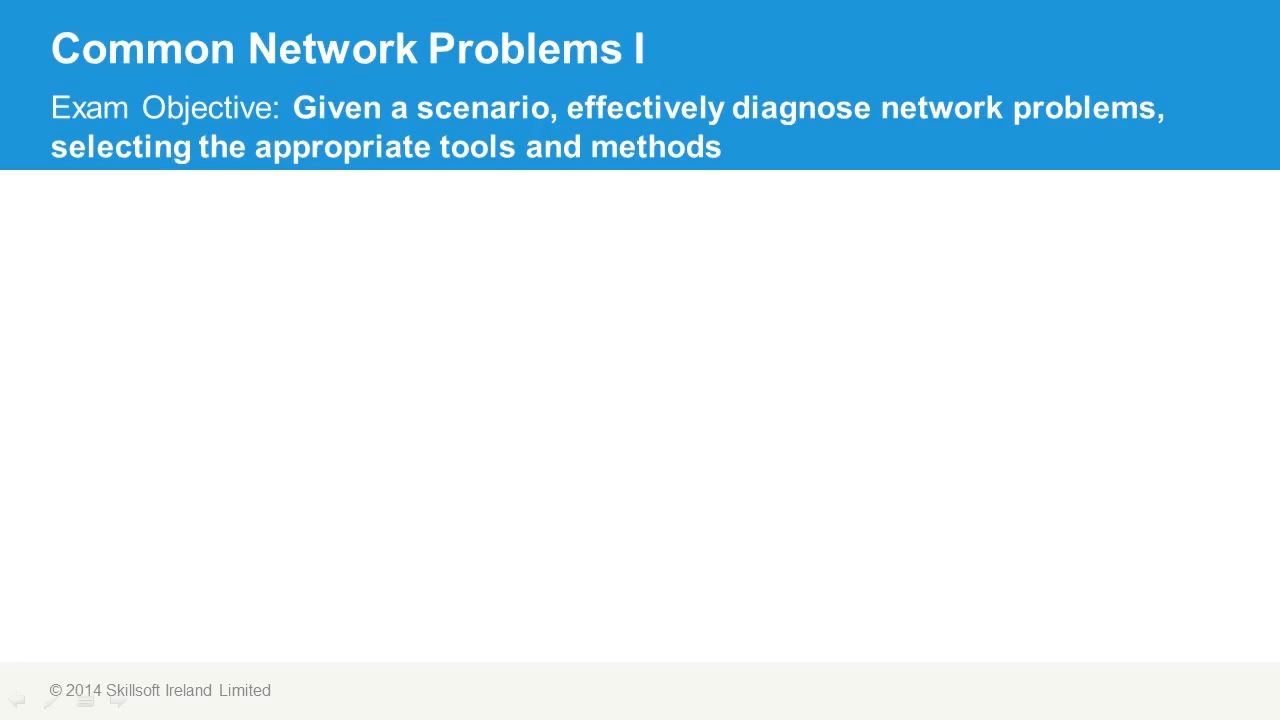 Common Network Problems I
Exam Objective: Given a scenario, effectively diagnose network problems,
selecting the appropriate tools and methods
© 2014 Skillsoft Ireland Limited